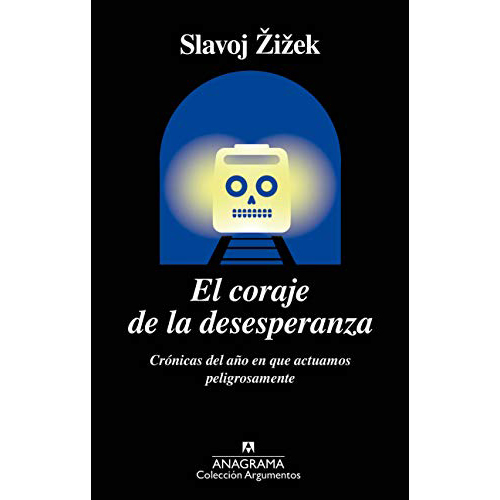 Slavoj Žižek
El coraje
de la desesperanza
Crónicas del año en que actuamos
peligrosamente
ANAGRAMA
Colección Argumentos